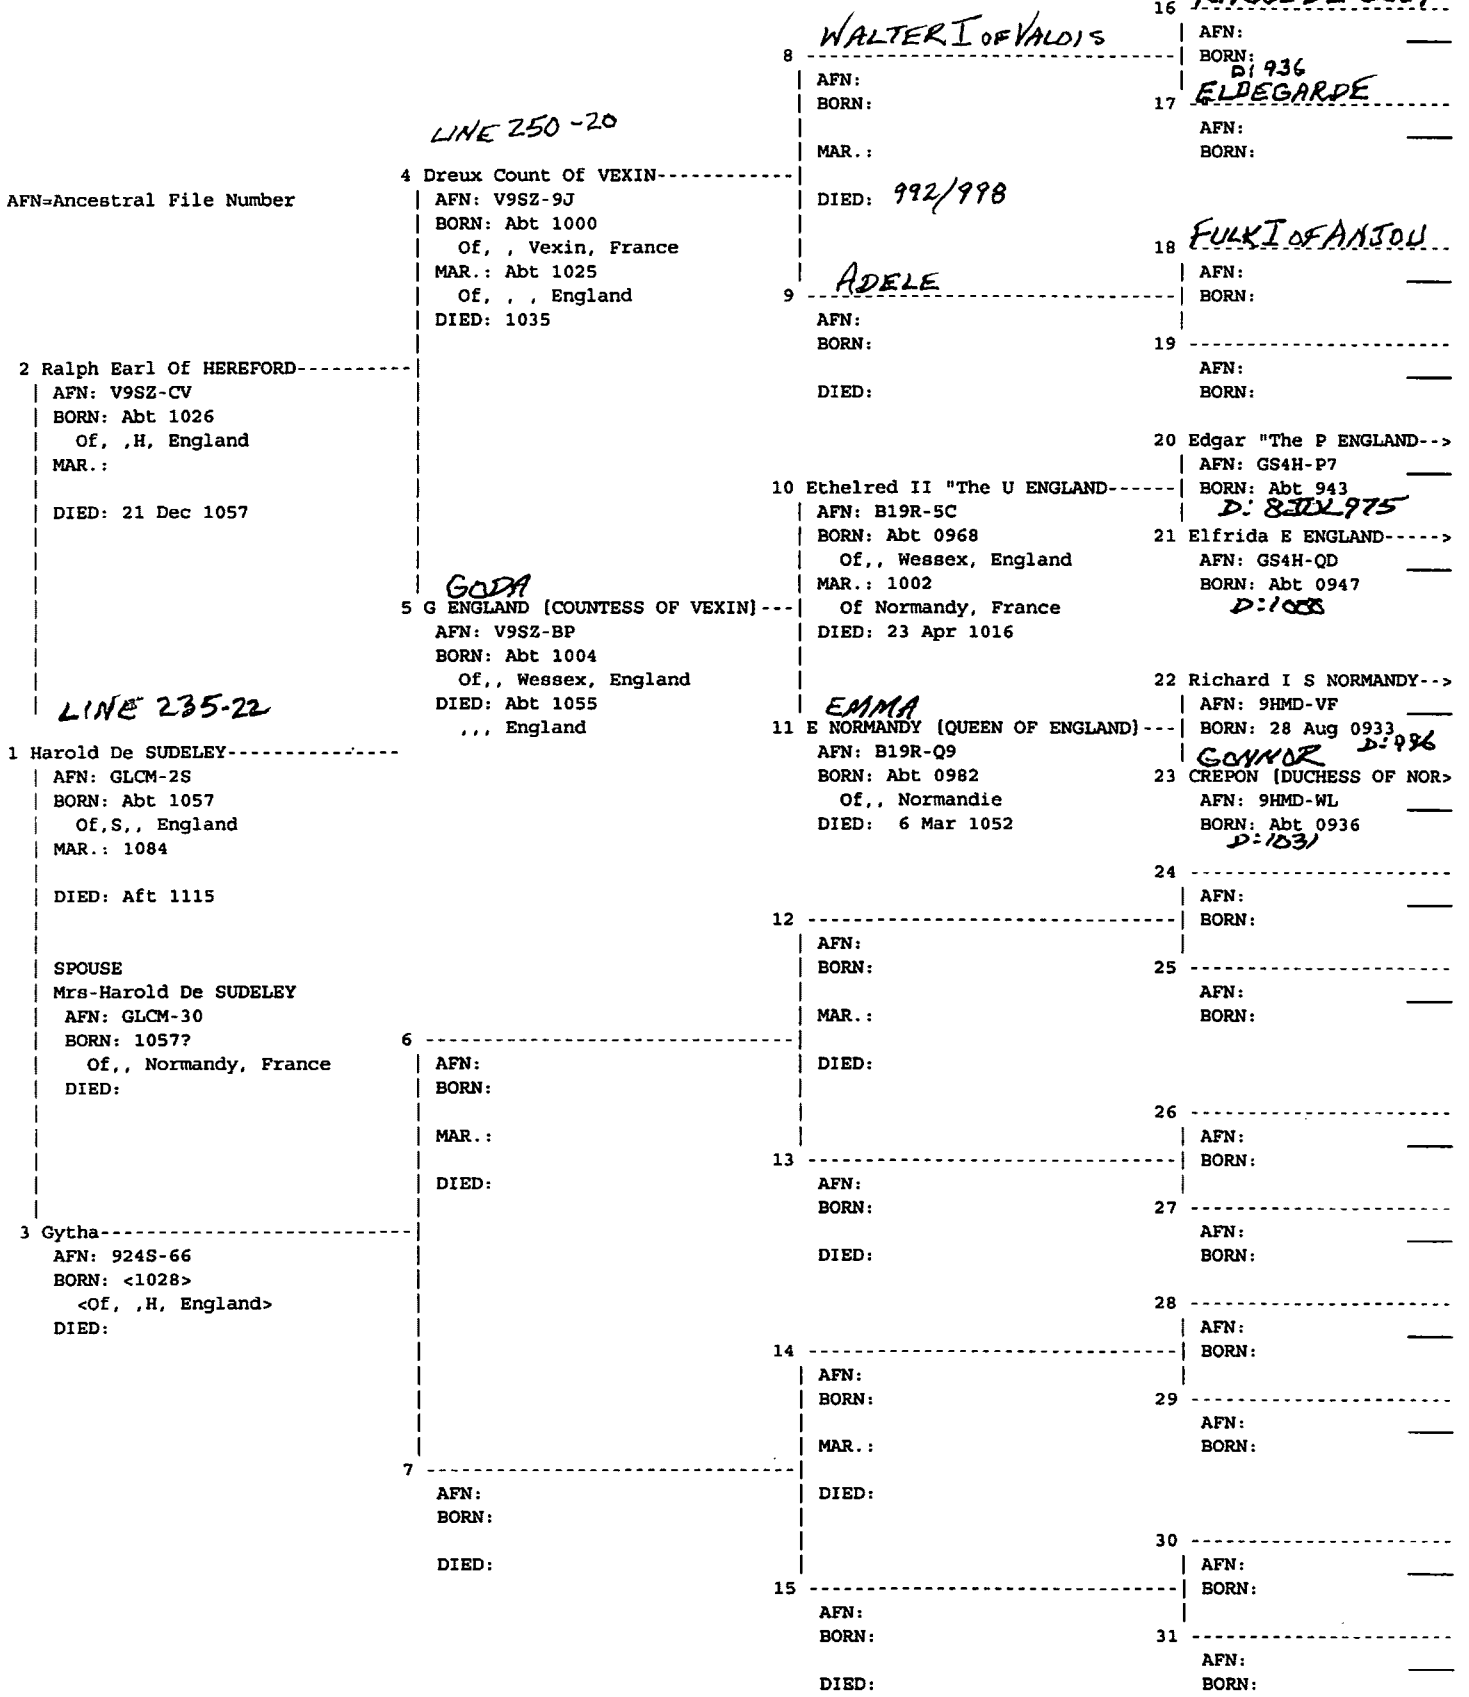 AFN=Ancestral File Number
LINE 235-22
1 Harold De SUDELEY
AFN: GLCM-2S
BORN: Abt 1057
Of,S,, England
MAR.: 1084
DIED: Aft 1115
SPOUSE
Mrs-Harold De SUDELEY
AFN: GLCM-30
BORN: 1057?
Of,, Normandy, France
DIED:
2 Ralph Earl Of HEREFORD
AFN: V9SZ-CV
BORN: Abt 1026
Of, ,H, England
MAR.:
DIED: 21 Dec 1057
3 Gytha
AFN: 924S-66
BORN: <1028>
<Of, ,H, England>
DIED:
LINE 250-20
4 Dreux Count Of VEXIN
AFN: V9SZ-9J
BORN: Abt 1000
Of, , Vexin, France
MAR.: Abt 1025
Of, , , England
DIED: 1035
GODA
5 G ENGLAND (COUNTESS OF VEXIN)
AFN: V9SZ-BP
BORN: Abt 1004
Of,, Wessex, England
DIED: Abt 1055
,,, England
6
AFN:
BORN:
MAR.:
DIED:
7
AFN:
BORN:
DIED:
WALTER I OF VALOIS
8
AFN:
BORN:
MAR.:
DIED: 992/998
ADELE
9
AFN:
BORN:
DIED:
10 Ethelred II "The U ENGLAND
AFN: B19R-5C
BORN: Abt 0968
Of,, Wessex, England
MAR.: 1002
Of Normandy, France
DIED: 23 Apr 1016
EMMA
11 E NORMANDY (QUEEN OF ENGLAND)
AFN: B19R-Q9
BORN: Abt 0982
Of,, Normandie
DIED: 6 Mar 1052
12
AFN:
BORN:
MAR.:
DIED:
13
AFN:
BORN:
DIED:
14
AFN:
BORN:
MAR.:
DIED:
15
AFN:
BORN:
DIED:
16
AFN:
BORN:
D: 936
ELDEGARDE
17
AFN:
BORN:
FULK I OF ANJOU
18
AFN:
BORN:
19
AFN:
BORN:
20 Edgar "The P ENGLAND-->
AFN: GS4H-P7
BORN: Abt 943
D: 975
21 Elfrida E ENGLAND----->
AFN: GS4H-QD
BORN: Abt 0947
D:
22 Richard I S NORMANDY-->
AFN: 9HMD-VF
BORN: 28 Aug 0933
D: 996
GONNOR
23 CREPON (DUCHESS OF NOR>
AFN: 9HMD-WL
BORN: Abt 0936
D: 1031
24
AFN:
BORN:
25
AFN:
BORN:
26
AFN:
BORN:
27
AFN:
BORN:
28
AFN:
BORN:
29
AFN:
BORN:
30
AFN:
BORN:
31
AFN:
BORN: